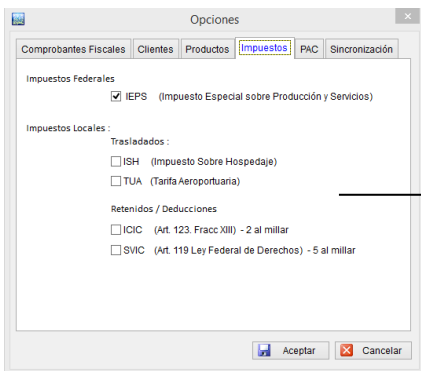 Opciones
Comprobantes Fiscales Clientes Productos Impuestos PAC Sincronización
Impuestos Federales
IEPS (Impuesto Especial sobre Producción y Servicios)
Impuestos Locales :
Trasladados :
ISH (Impuesto Sobre Hospedaje)
TUA (Tarifa Aeroportuaria)
Retenidos / Deducciones
ICIC (Art. 123. Fracc XIII) - 2 al millar
SVIC (Art. 119 Ley Federal de Derechos) - 5 al millar
Aceptar Cancelar